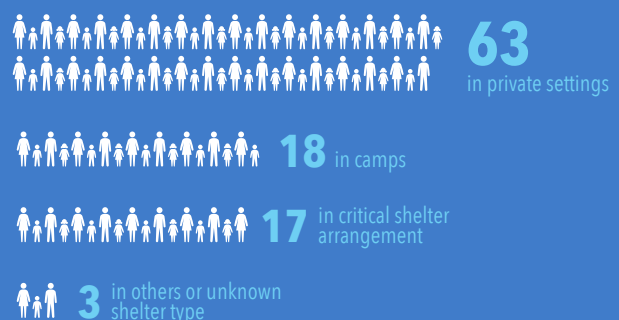 63
in private settings
18 in camps
17 in critical shelter
arrangement
3 in others or unknown
shelter type